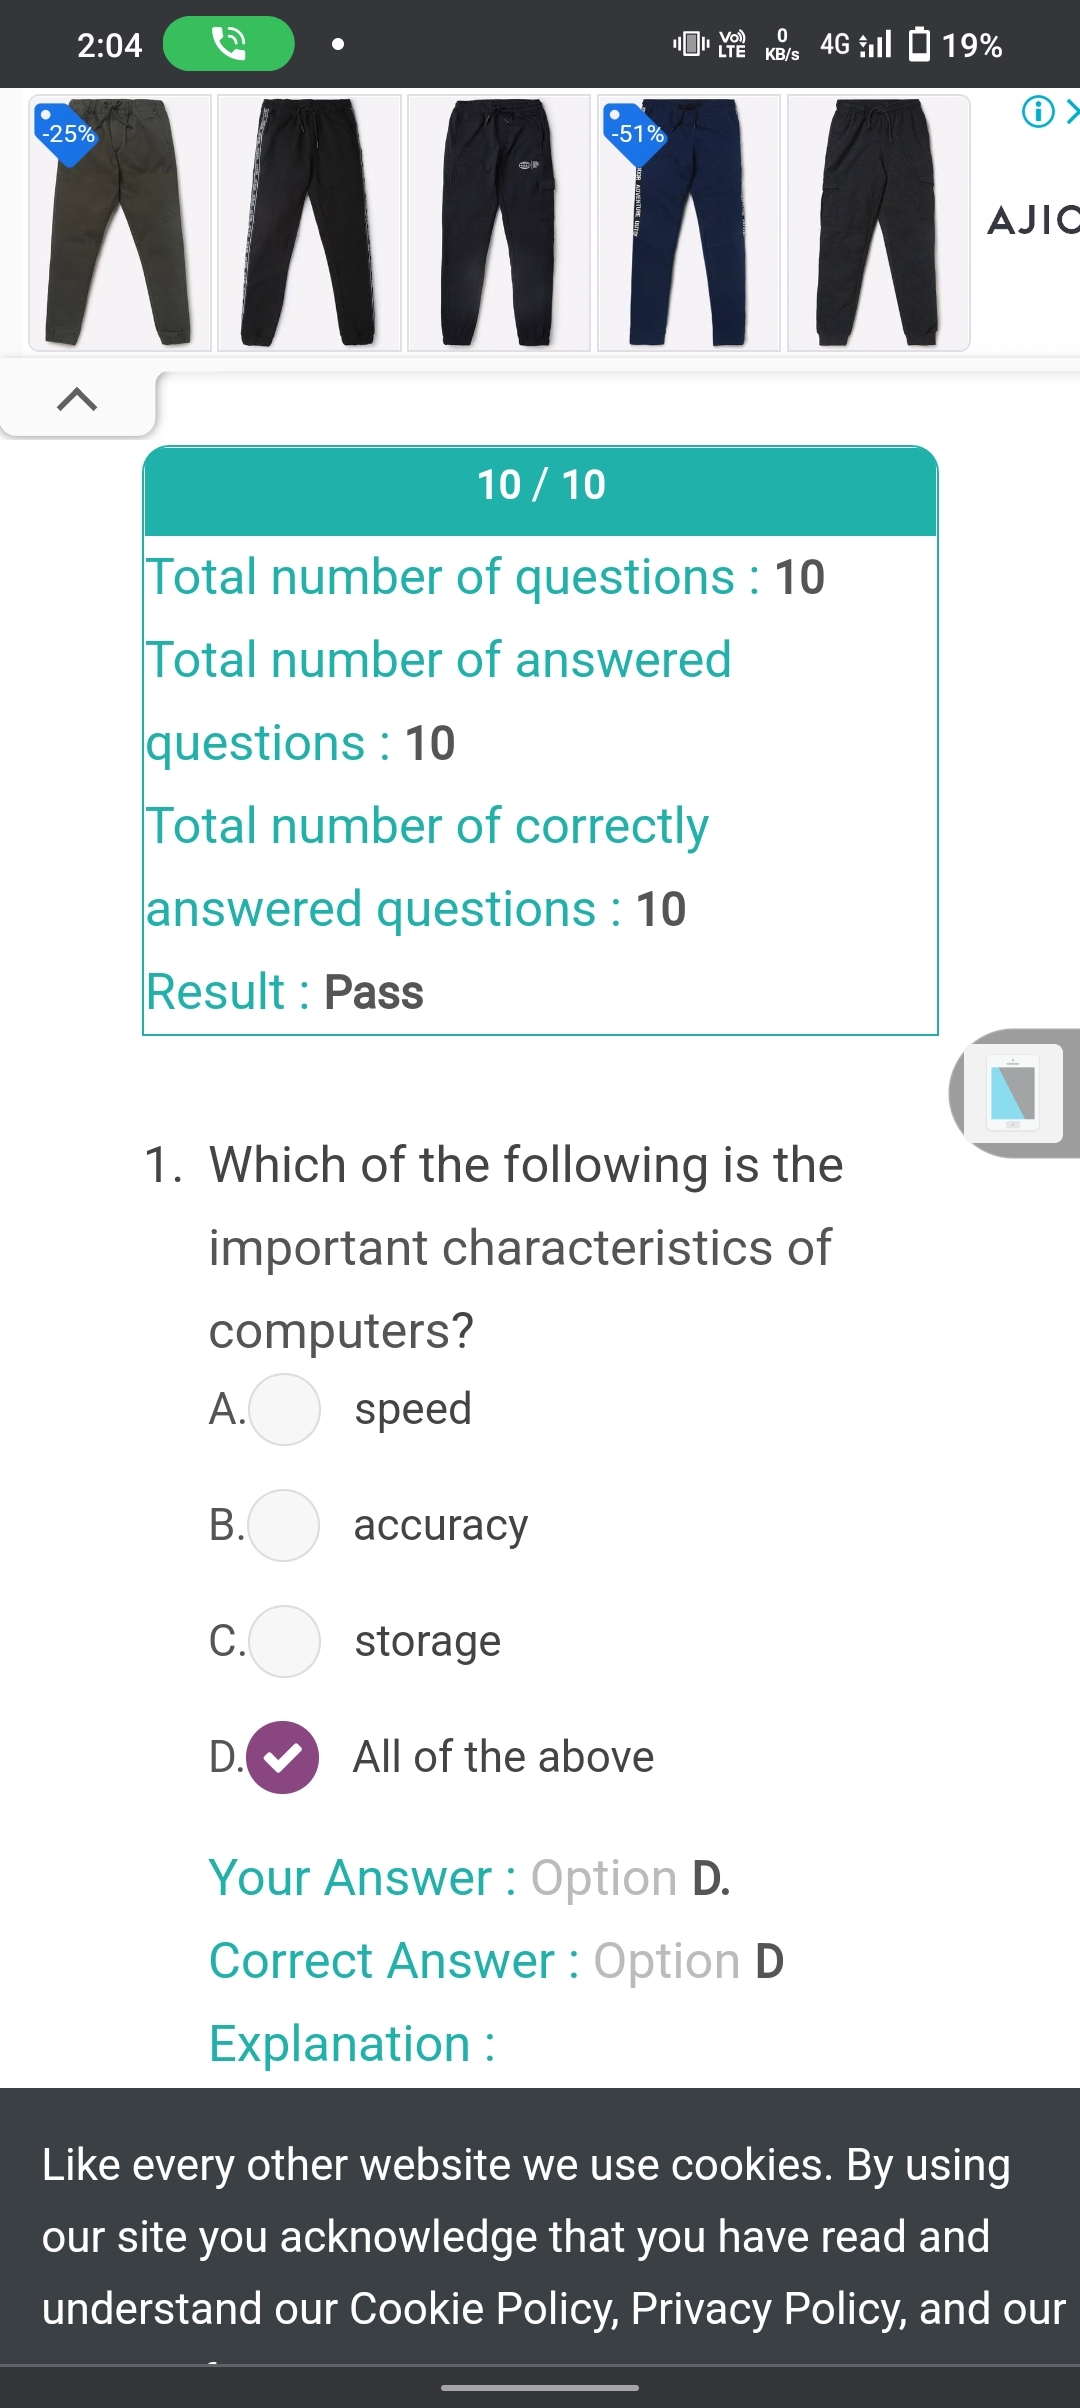 2:04
Vo)) LTE
0 KB/s
4G
19%
-25%
-51%
AJIO
10 / 10
Total number of questions : 10
Total number of answered
questions : 10
Total number of correctly
answered questions : 10
Result : Pass
1. Which of the following is the
important characteristics of
computers?
A. speed
B. accuracy
C. storage
D. All of the above
Your Answer : Option D.
Correct Answer : Option D
Explanation :
Like every other website we use cookies. By using
our site you acknowledge that you have read and
understand our Cookie Policy, Privacy Policy, and our